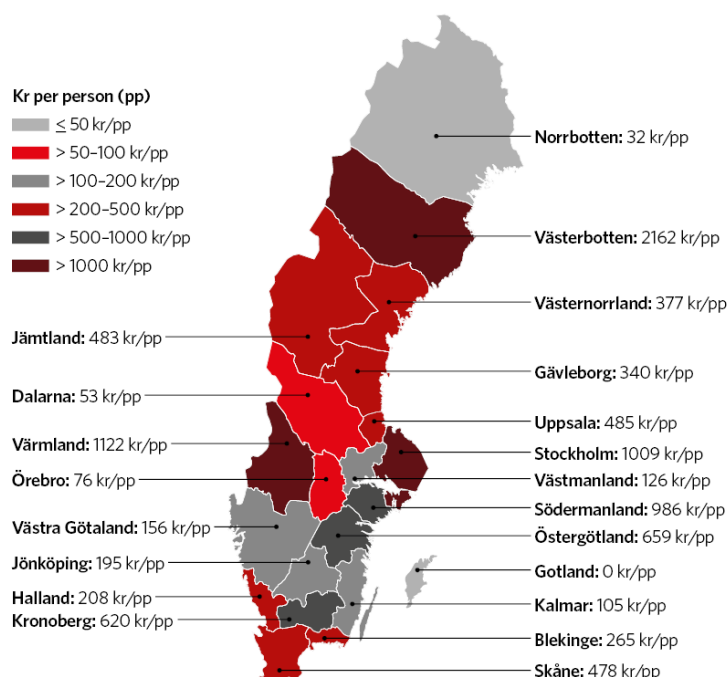 Kr per person (pp)
≤ 50 kr/pp
> 50–100 kr/pp
> 100–200 kr/pp
> 200–500 kr/pp
> 500–1000 kr/pp
> 1000 kr/pp
Norrbotten: 32 kr/pp
Västerbotten: 2162 kr/pp
Västernorrland: 377 kr/pp
Jämtland: 483 kr/pp
Gävleborg: 340 kr/pp
Dalarna: 53 kr/pp
Uppsala: 485 kr/pp
Värmland: 1122 kr/pp
Stockholm: 1009 kr/pp
Örebro: 76 kr/pp
Västmanland: 126 kr/pp
Södermanland: 986 kr/pp
Västra Götaland: 156 kr/pp
Östergötland: 659 kr/pp
Jönköping: 195 kr/pp
Gotland: 0 kr/pp
Halland: 208 kr/pp
Kalmar: 105 kr/pp
Kronoberg: 620 kr/pp
Blekinge: 265 kr/pp
Skåne: 478 kr/pp